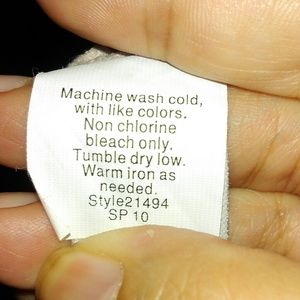 Machine wash cold,
with like colors.
Non chlorine
bleach only.
Tumble dry low.
Warm iron as
needed.
Style21494
SP 10